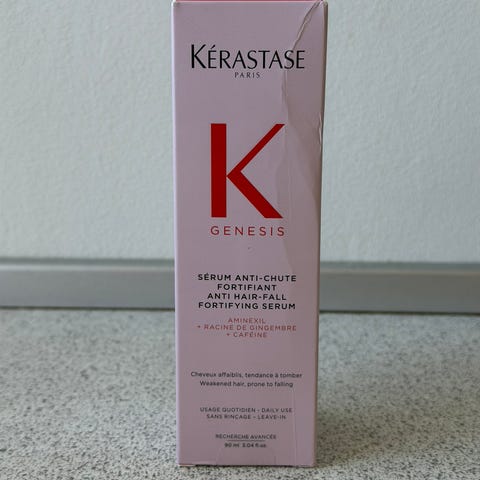 KÉRASTASE
PARIS
K
GENESIS
SÉRUM ANTI-CHUTE
FORTIFIANT
ANTI HAIR-FALL
FORTIFYING SERUM
AMINEXIL
+ RACINE DE GINGEMBRE
+ CAFÉINE
Cheveux affaiblis, tendance à tomber
Weakened hair, prone to falling
USAGE QUOTIDIEN - DAILY USE
SANS RINÇAGE - LEAVE-IN
RECHERCHE AVANCÉE
90 ml 3.04 fl.oz.